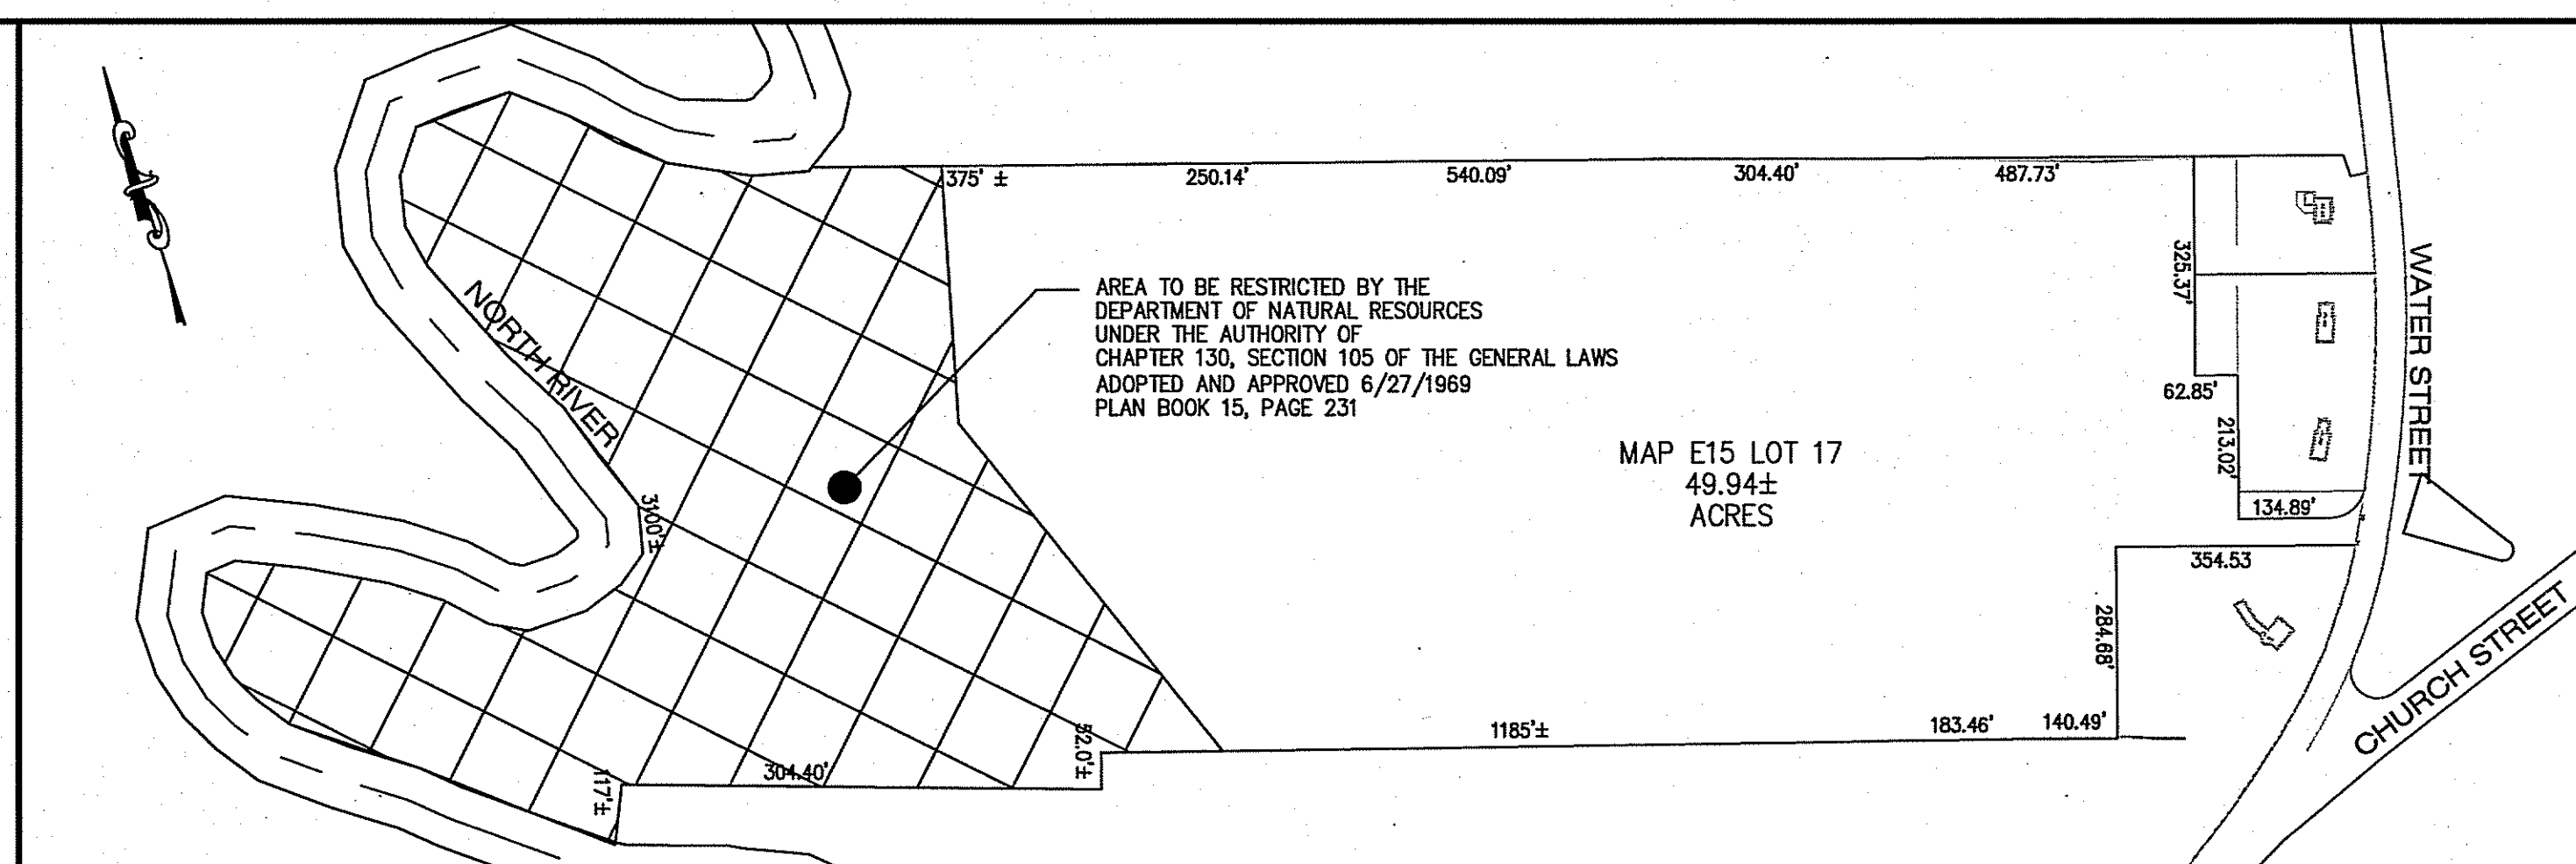 375' ±
250.14'
540.09'
304.40'
487.73'
325.37'
WATER STREET
NORTH RIVER
AREA TO BE RESTRICTED BY THE
DEPARTMENT OF NATURAL RESOURCES
UNDER THE AUTHORITY OF
CHAPTER 130, SECTION 105 OF THE GENERAL LAWS
ADOPTED AND APPROVED 6/27/1969
PLAN BOOK 15, PAGE 231
62.85'
213.02'
MAP E15 LOT 17
49.94±
ACRES
3100'±
134.89'
354.53
284.68'
CHURCH STREET
1185'±
183.46'
140.49'
52.0'±
304.40'
117'±